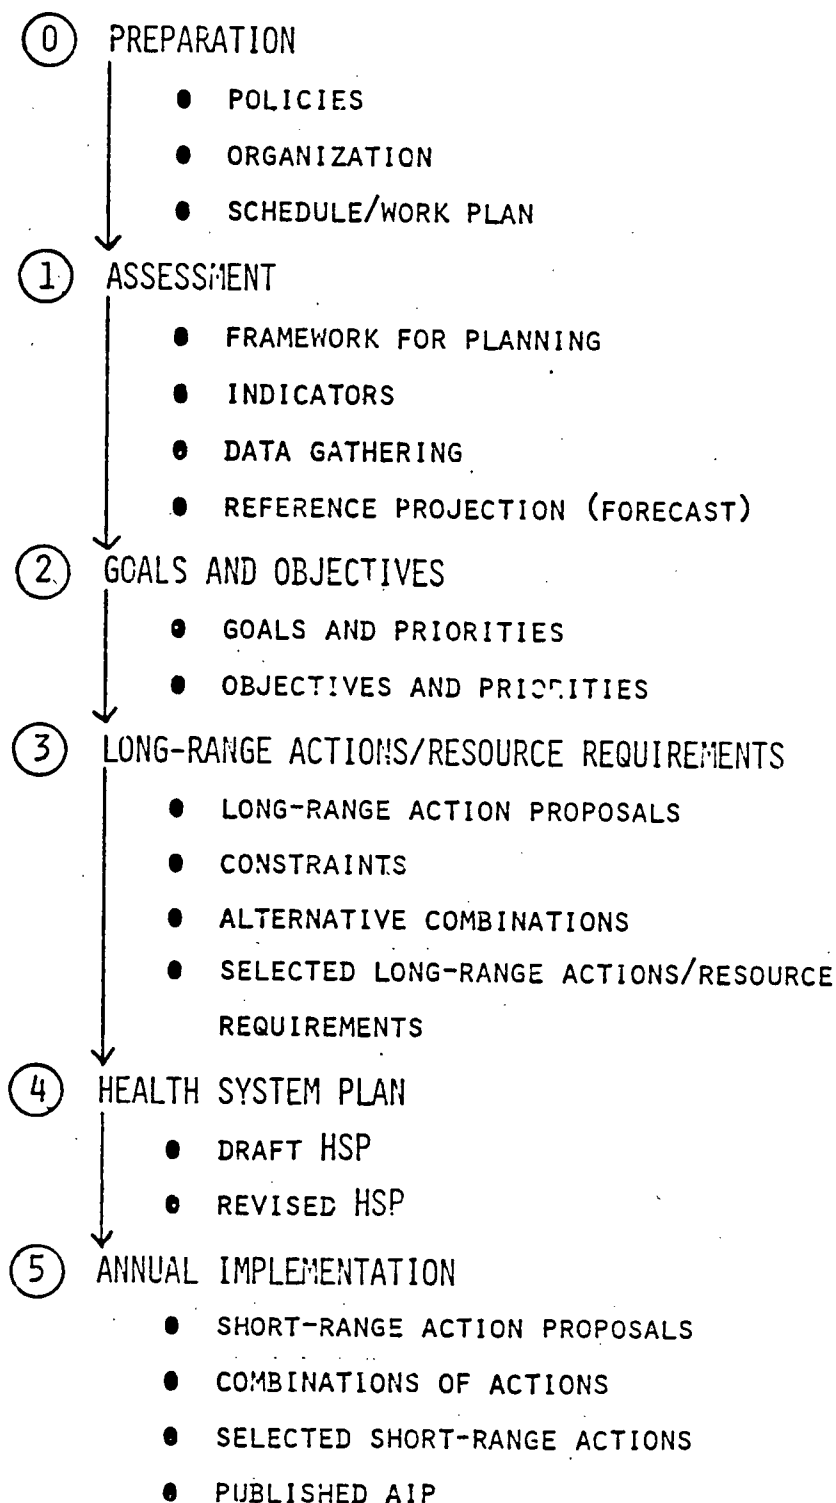 0 PREPARATION
● POLICIES
● ORGANIZATION
● SCHEDULE/WORK PLAN
1 ASSESSMENT
● FRAMEWORK FOR PLANNING
● INDICATORS
● DATA GATHERING
● REFERENCE PROJECTION (FORECAST)
2 GOALS AND OBJECTIVES
● GOALS AND PRIORITIES
● OBJECTIVES AND PRIORITIES
3 LONG-RANGE ACTIONS/RESOURCE REQUIREMENTS
● LONG-RANGE ACTION PROPOSALS
● CONSTRAINTS
● ALTERNATIVE COMBINATIONS
● SELECTED LONG-RANGE ACTIONS/RESOURCE
REQUIREMENTS
4 HEALTH SYSTEM PLAN
● DRAFT HSP
● REVISED HSP
5 ANNUAL IMPLEMENTATION
● SHORT-RANGE ACTION PROPOSALS
● COMBINATIONS OF ACTIONS
● SELECTED SHORT-RANGE ACTIONS
● PUBLISHED AIP